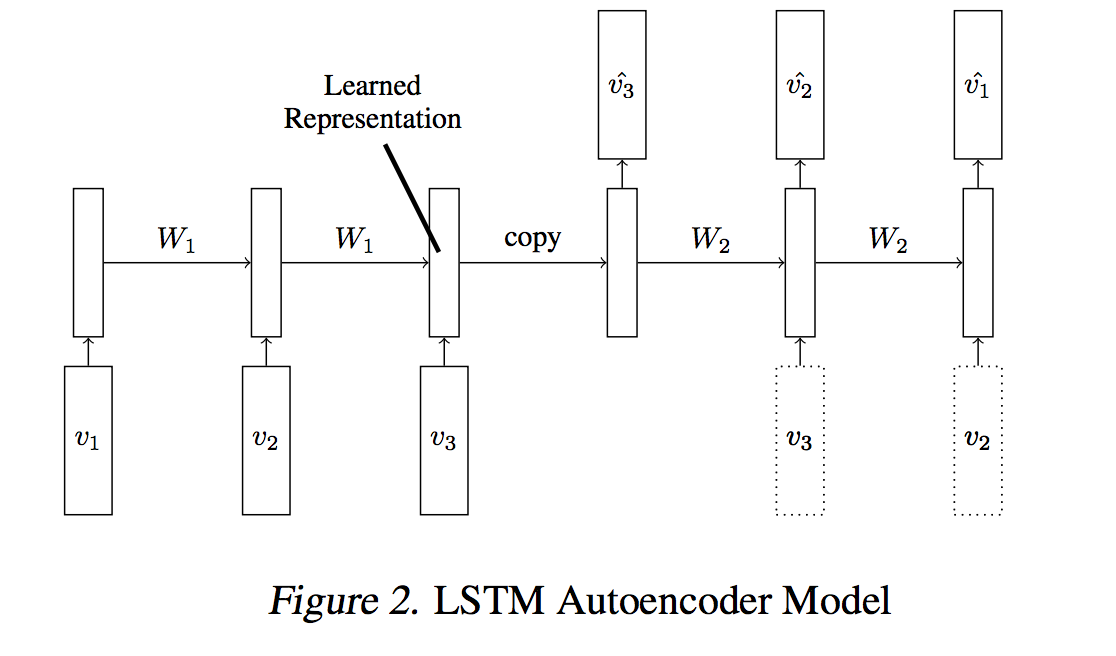 Learned
Representation
v̂₃
v̂₂
v̂₁
W₁
W₁
copy
W₂
W₂
v₁
v₂
v₃
v₃
v₂
Figure 2. LSTM Autoencoder Model